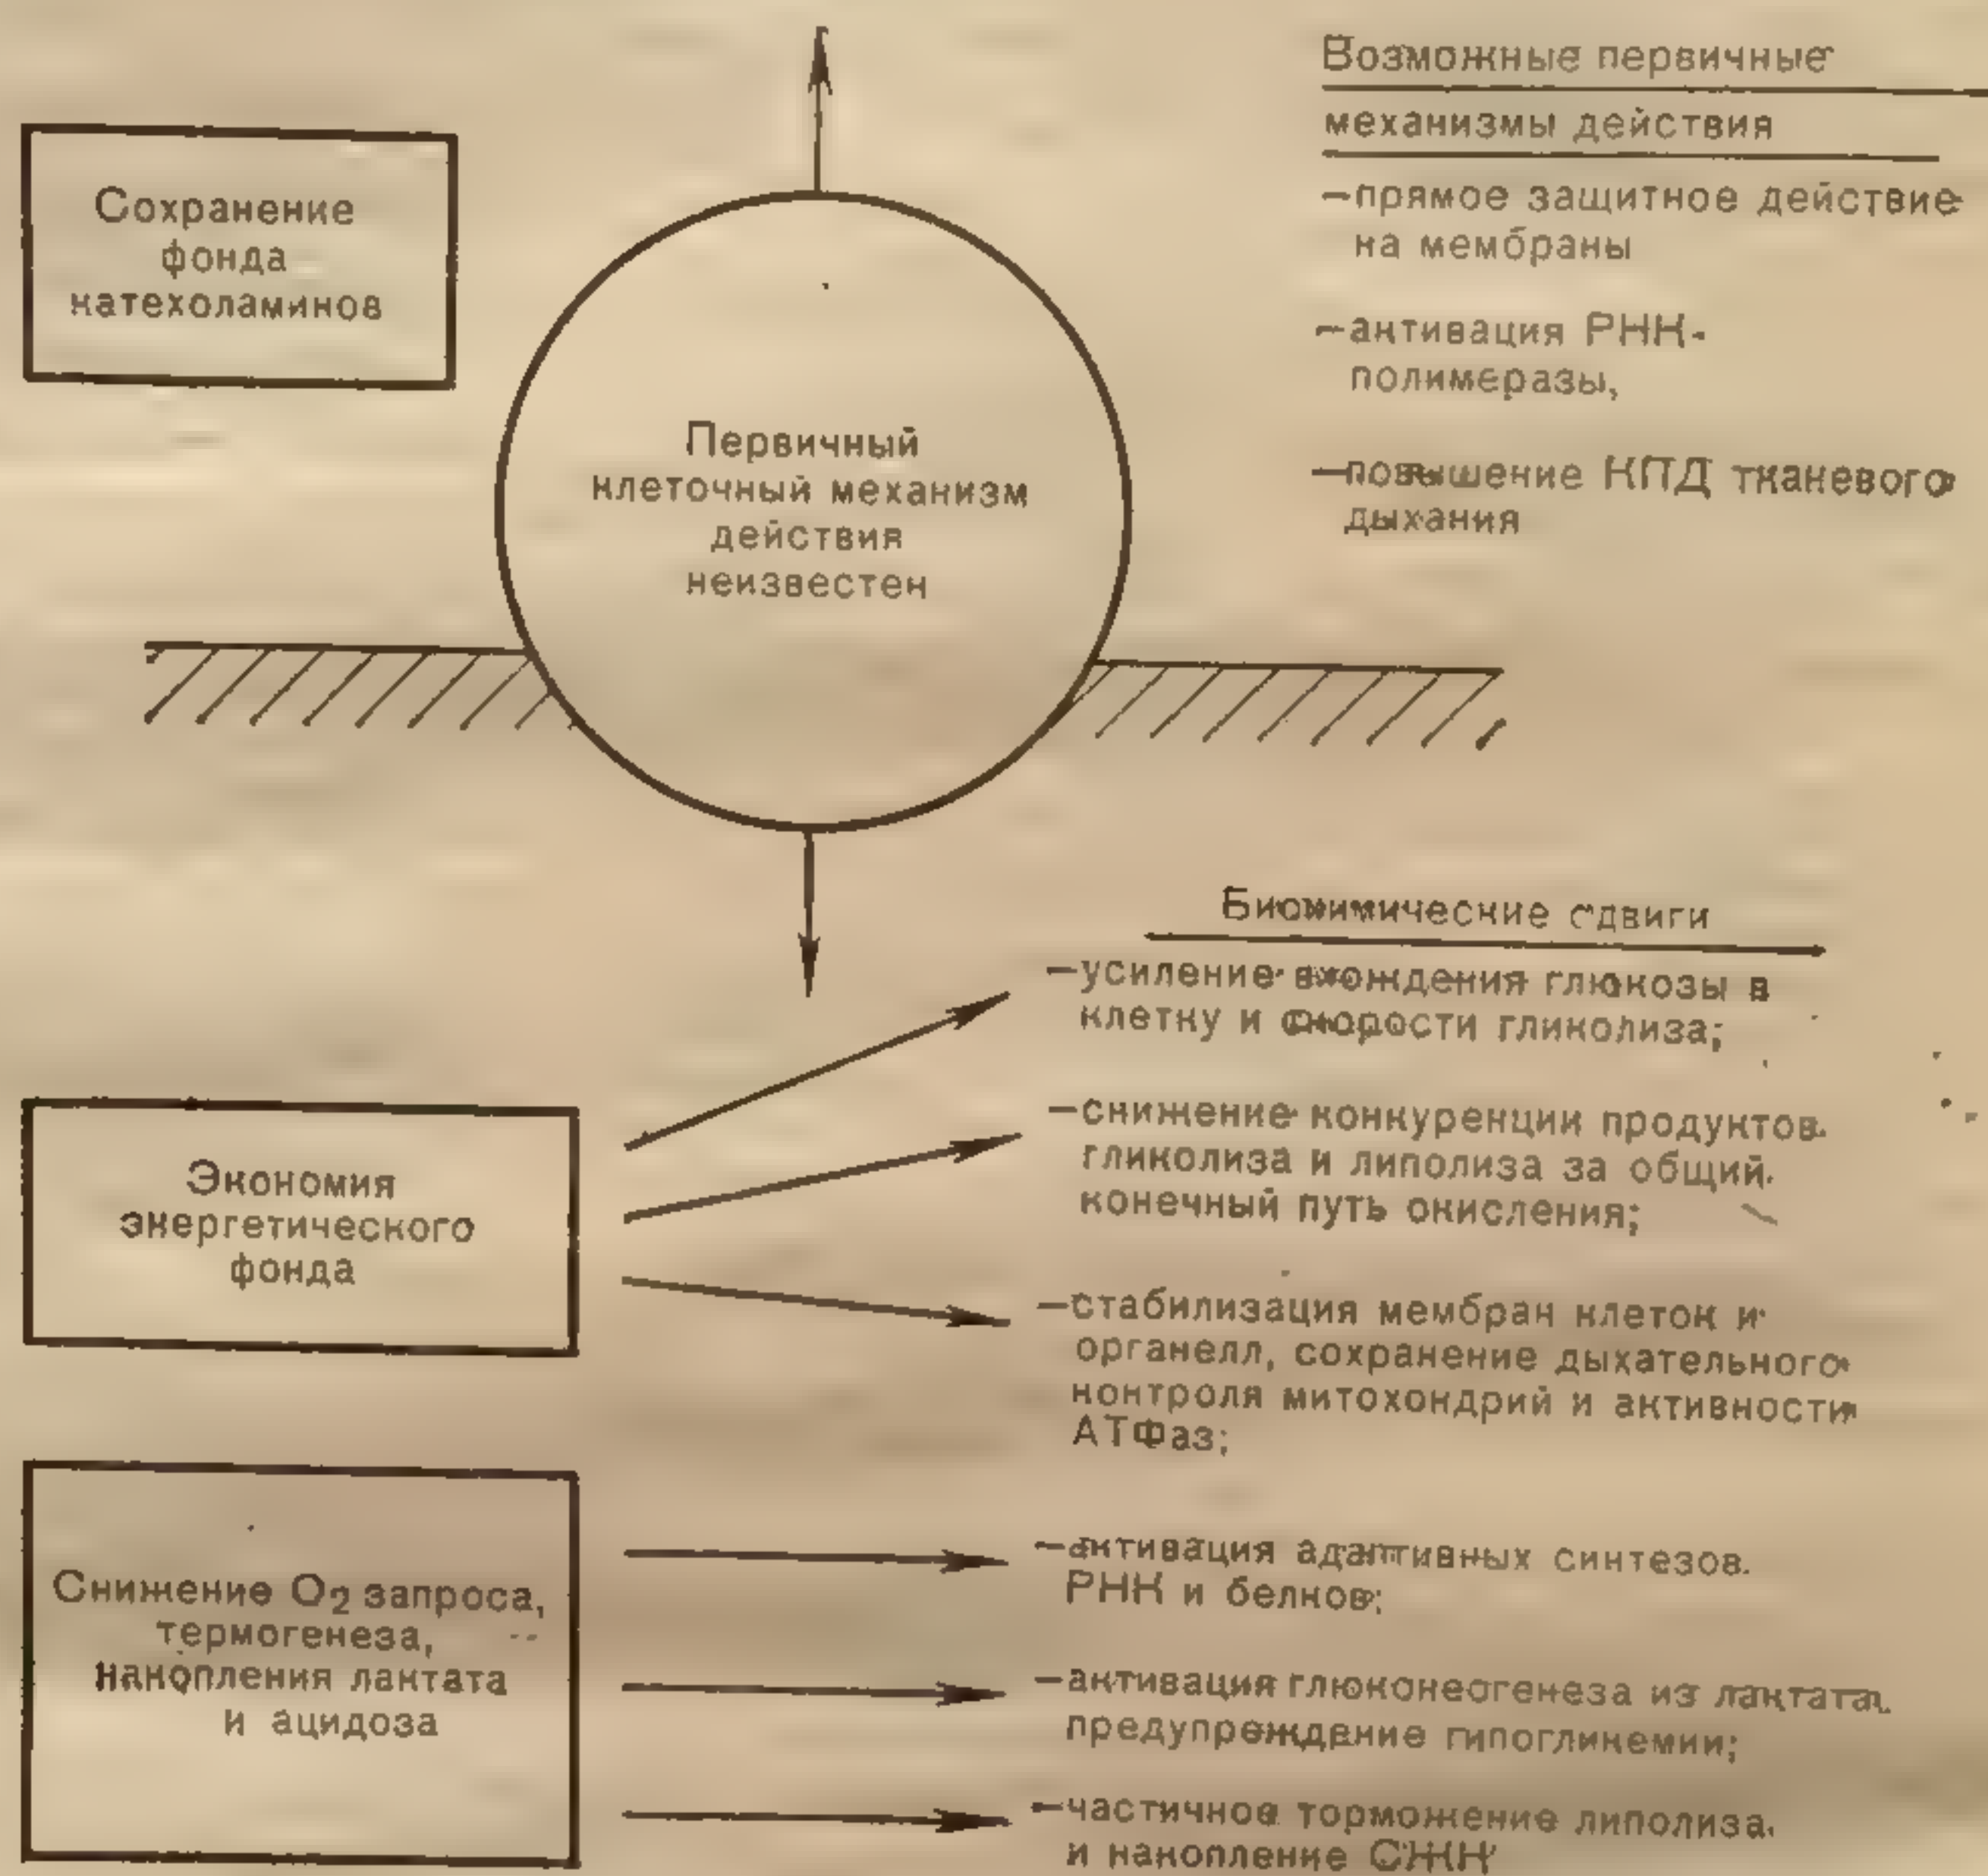 Возможные первичные
механизмы действия
–прямое защитное действие
на мембраны
–активация РНК-
полимеразы,
–повышение КПД тканевого
дыхания
Сохранение
фонда
катехоламинов
Первичный
клеточный механизм
действия
неизвестен
Биохимические сдвиги
–усиление вхождения глюкозы в
клетку и скорости гликолиза;
–снижение конкуренции продуктов
гликолиза и липолиза за общий
конечный путь окисления;
–стабилизация мембран клеток и
органелл, сохранение дыхательного
контроля митохондрий и активности
АТФаз;
–активация адаптивных синтезов
РНК и белков;
–активация глюконеогенеза из лактата,
предупреждение гипогликемии;
–частичное торможение липолиза
и накопление СЖК
Экономия
энергетического
фонда
Снижение O2 запроса,
термогенеза,
накопления лактата
и ацидоза